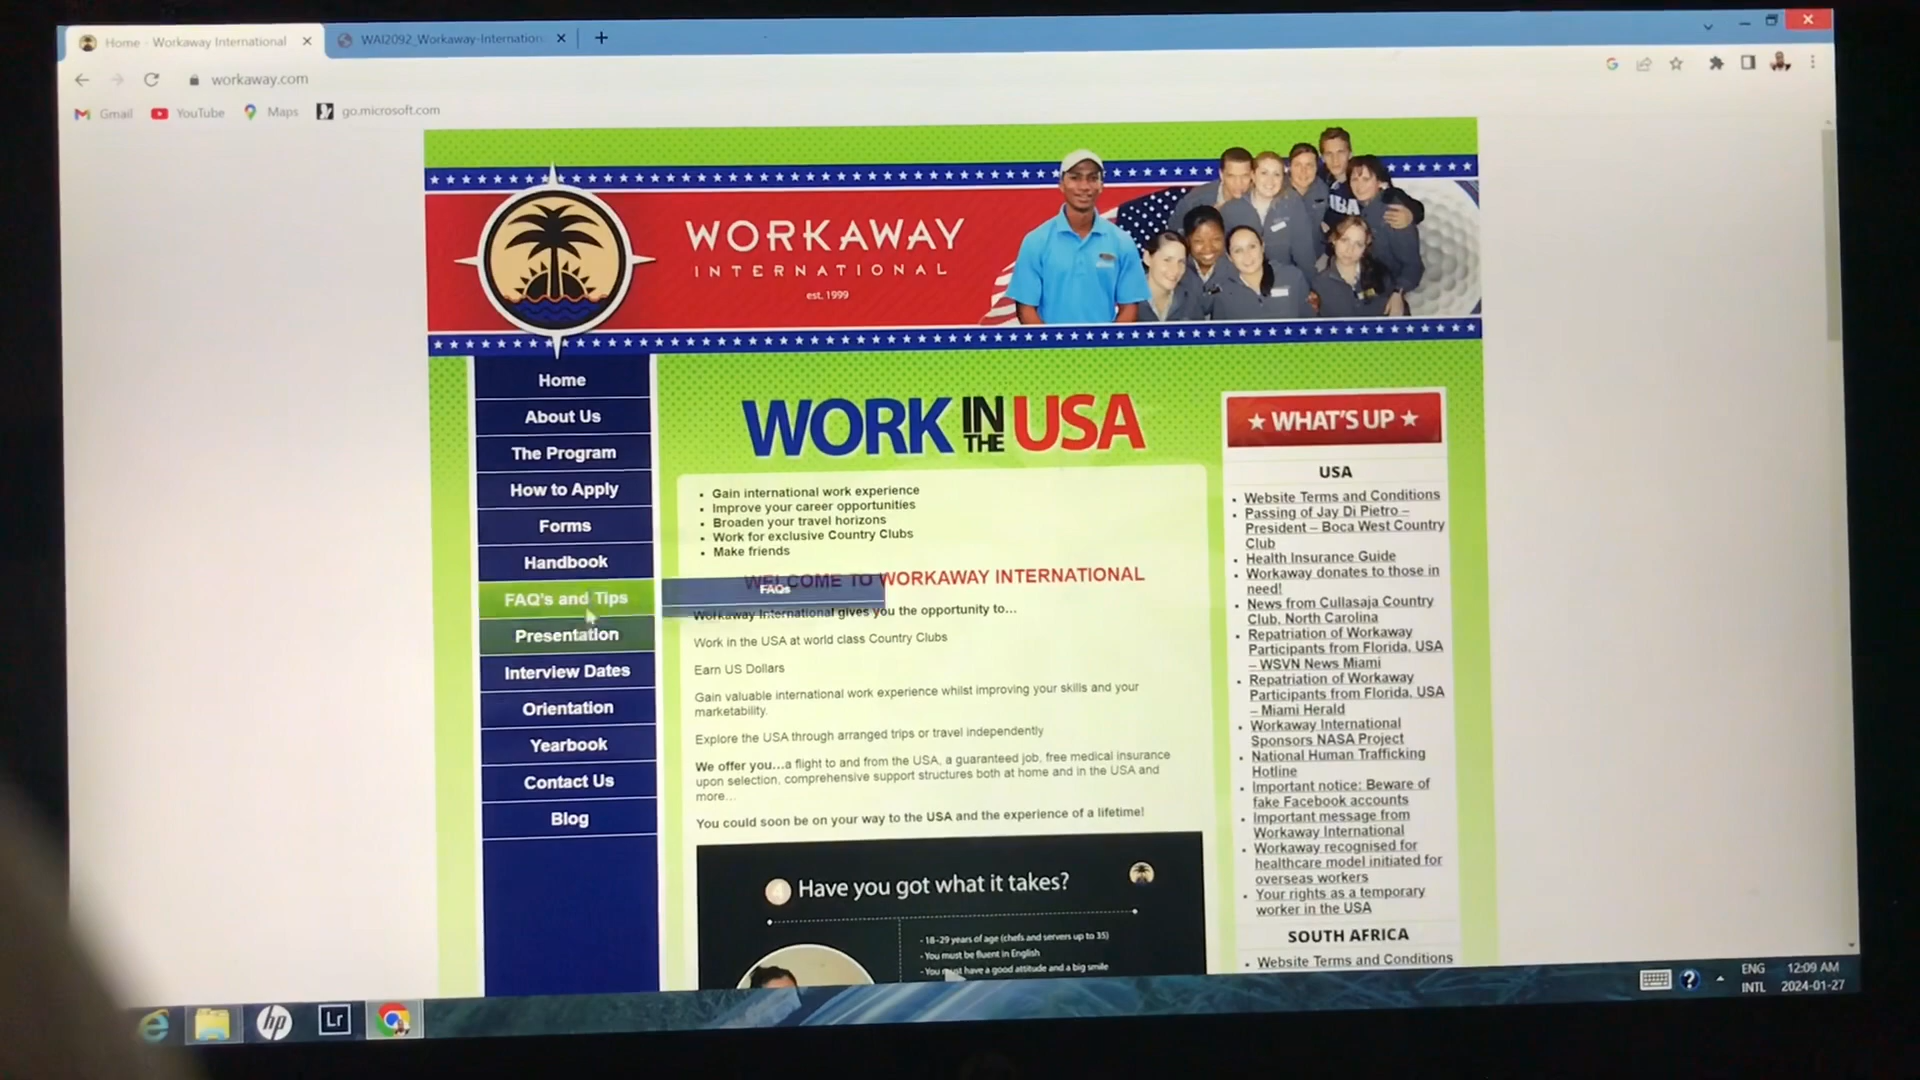 Home - Workaway International
WAI2092_Workaway-Internation
workaway.com
Gmail
YouTube
Maps
go.microsoft.com
WORKAWAY
INTERNATIONAL
est. 1999
UBA
Home
About Us
The Program
How to Apply
Forms
Handbook
FAQ's and Tips
Presentation
Interview Dates
Orientation
Yearbook
Contact Us
Blog
FAQs
WORK IN THE USA
• Gain international work experience
• Improve your career opportunities
• Broaden your travel horizons
• Work for exclusive Country Clubs
• Make friends
WELCOME TO WORKAWAY INTERNATIONAL
Workaway International gives you the opportunity to...
Work in the USA at world class Country Clubs
Earn US Dollars
Gain valuable international work experience whilst improving your skills and your
marketability.
Explore the USA through arranged trips or travel independently
We offer you...a flight to and from the USA, a guaranteed job, free medical insurance
upon selection, comprehensive support structures both at home and in the USA and
more...
You could soon be on your way to the USA and the experience of a lifetime!
4 Have you got what it takes?
- 18-29 years of age (chefs and servers up to 35)
- You must be fluent in English
- You must have a good attitude and a big smile
★ WHAT'S UP ★
USA
• Website Terms and Conditions
• Passing of Jay Di Pietro –
President – Boca West Country
Club
• Health Insurance Guide
• Workaway donates to those in
need!
• News from Cullasaja Country
Club, North Carolina
• Repatriation of Workaway
Participants from Florida, USA
– WSVN News Miami
• Repatriation of Workaway
Participants from Florida, USA
– Miami Herald
• Workaway International
Sponsors NASA Project
• National Human Trafficking
Hotline
• Important notice: Beware of
fake Facebook accounts
• Important message from
Workaway International
• Workaway recognised for
healthcare model initiated for
overseas workers
• Your rights as a temporary
worker in the USA
SOUTH AFRICA
• Website Terms and Conditions
hp
Lr
ENG
INTL
12:09 AM
2024-01-27